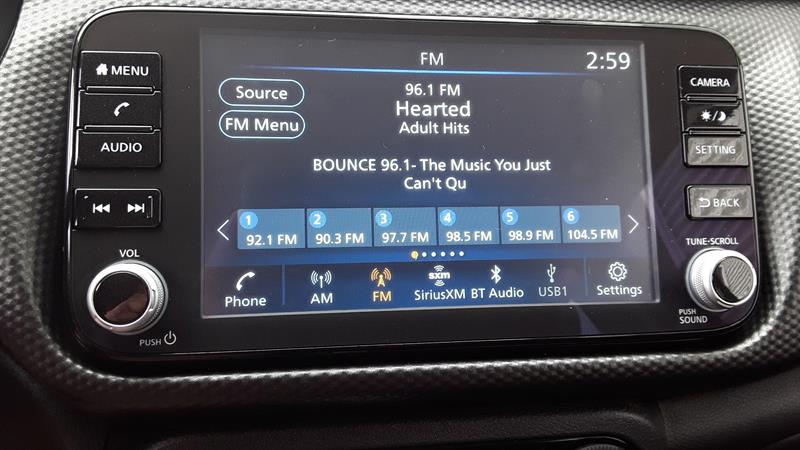 FM
2:59
MENU
AUDIO
VOL
PUSH
Source
FM Menu
96.1 FM
Hearted
Adult Hits
BOUNCE 96.1- The Music You Just
Can't Qu
1 2 3 4 5 6
92.1 FM 90.3 FM 97.7 FM 98.5 FM 98.9 FM 104.5 FM
Phone AM FM sxm SiriusXM BT Audio USB1 Settings
CAMERA
SETTING
BACK
TUNE-SCROLL
PUSH
SOUND